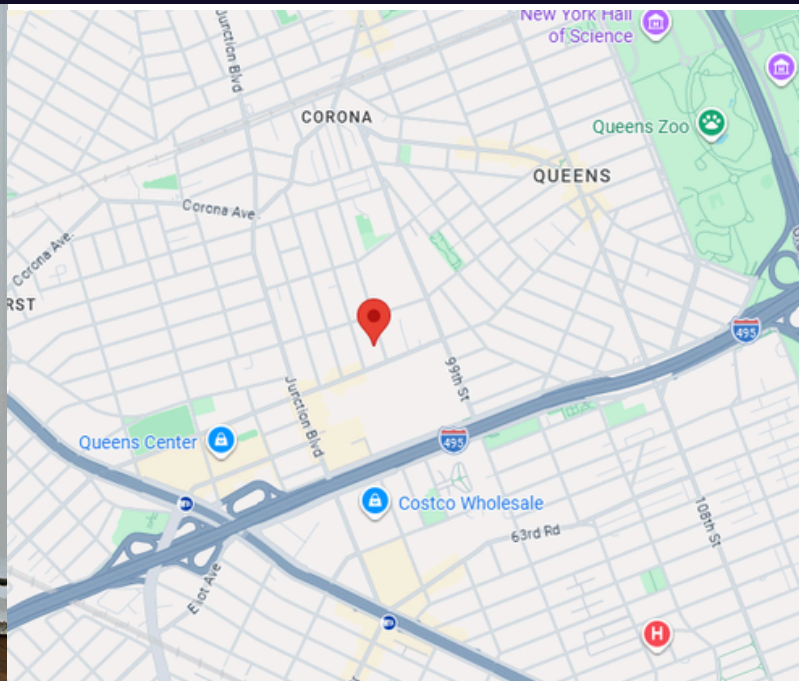 New York Hall
of Science
Junction Blvd
CORONA
Queens Zoo
QUEENS
Corona Ave.
Corona Ave.
RST
495
99th St
Junction Blvd
Queens Center
495
Costco Wholesale
108th St
63rd Rd
Eliot Ave
H